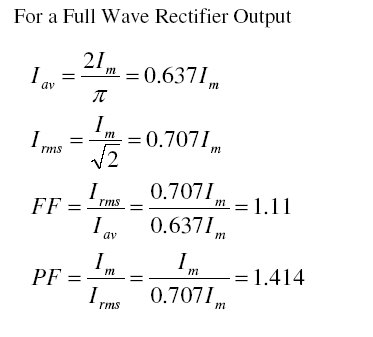 For a Full Wave Rectifier Output
I_av = 2I_m / π = 0.637I_m
I_rms = I_m / √2 = 0.707I_m
FF = I_rms / I_av = 0.707I_m / 0.637I_m = 1.11
PF = I_m / I_rms = I_m / 0.707I_m = 1.414